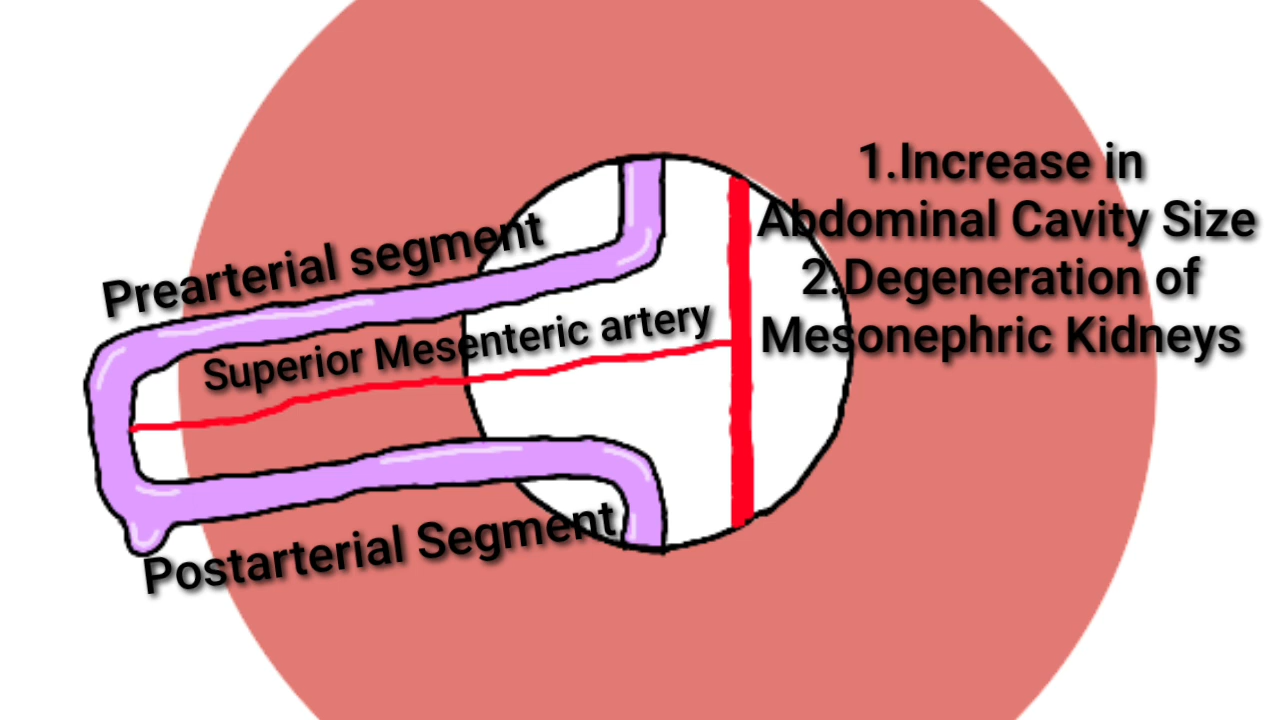 Prearterial segment
Superior Mesenteric artery
Postarterial Segment
1.Increase in
Abdominal Cavity Size
2.Degeneration of
Mesonephric Kidneys